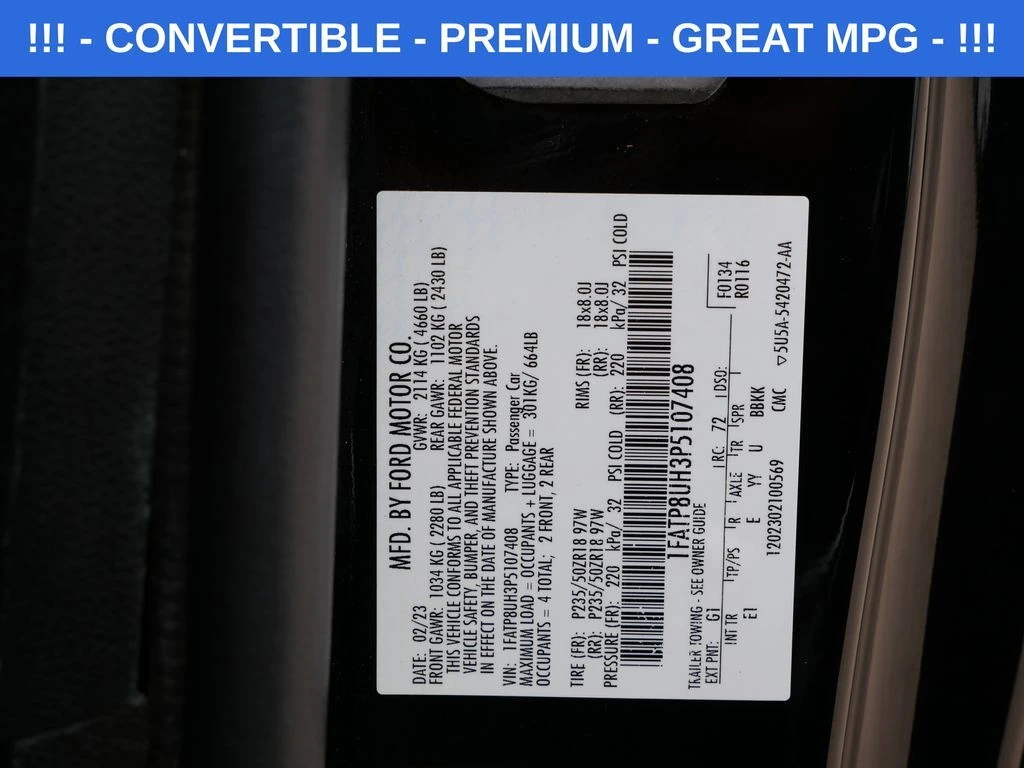 !!! - CONVERTIBLE - PREMIUM - GREAT MPG - !!!
MFD. BY FORD MOTOR CO.
DATE: 02/23 GVWR: 2114 KG ( 4660 LB)
FRONT GAWR: 1034 KG ( 2280 LB) REAR GAWR: 1102 KG ( 2430 LB)
THIS VEHICLE CONFORMS TO ALL APPLICABLE FEDERAL MOTOR
VEHICLE SAFETY, BUMPER, AND THEFT PREVENTION STANDARDS
IN EFFECT ON THE DATE OF MANUFACTURE SHOWN ABOVE.
VIN: 1FATP8UH3P5107408 TYPE: Passenger Car
MAXIMUM LOAD = OCCUPANTS + LUGGAGE = 301KG/ 664LB
OCCUPANTS = 4 TOTAL; 2 FRONT, 2 REAR
TIRE (FR): P235/50ZR18 97W RIMS (FR): 18x8.0J
(RR): P235/50ZR18 97W (RR): 18x8.0J
PRESSURE (FR): 220 kPa/ 32 PSI COLD (RR): 220 kPa/ 32 PSI COLD
1FATP8UH3P5107408
TRAILER TOWING - SEE OWNER GUIDE
EXT PNT: G1 RC: 72 DSO: F0134
R0116
INT TR TP/PS R AXLE TR SPR
E1 E YY U BBKK
1202302100569 CMC
▽5U5A-5420472-AA